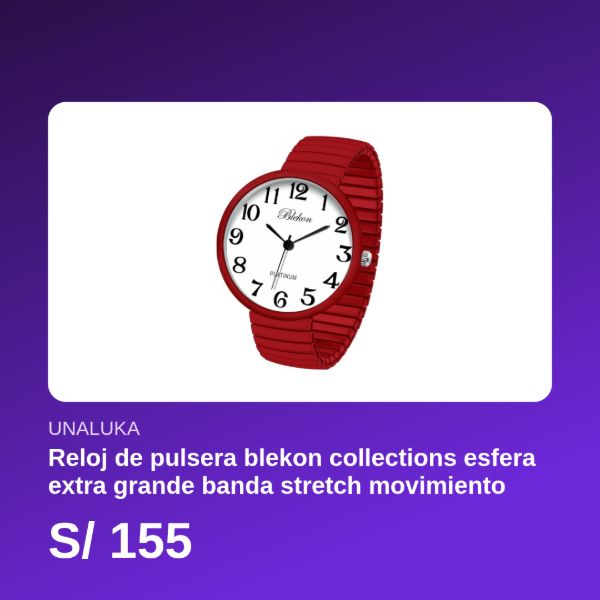 12
11
1
10
Blekon
2
9
3
8
PLATINUM
4
7
5
6
UNALUKA
Reloj de pulsera blekon collections esfera
extra grande banda stretch movimiento
S/ 155